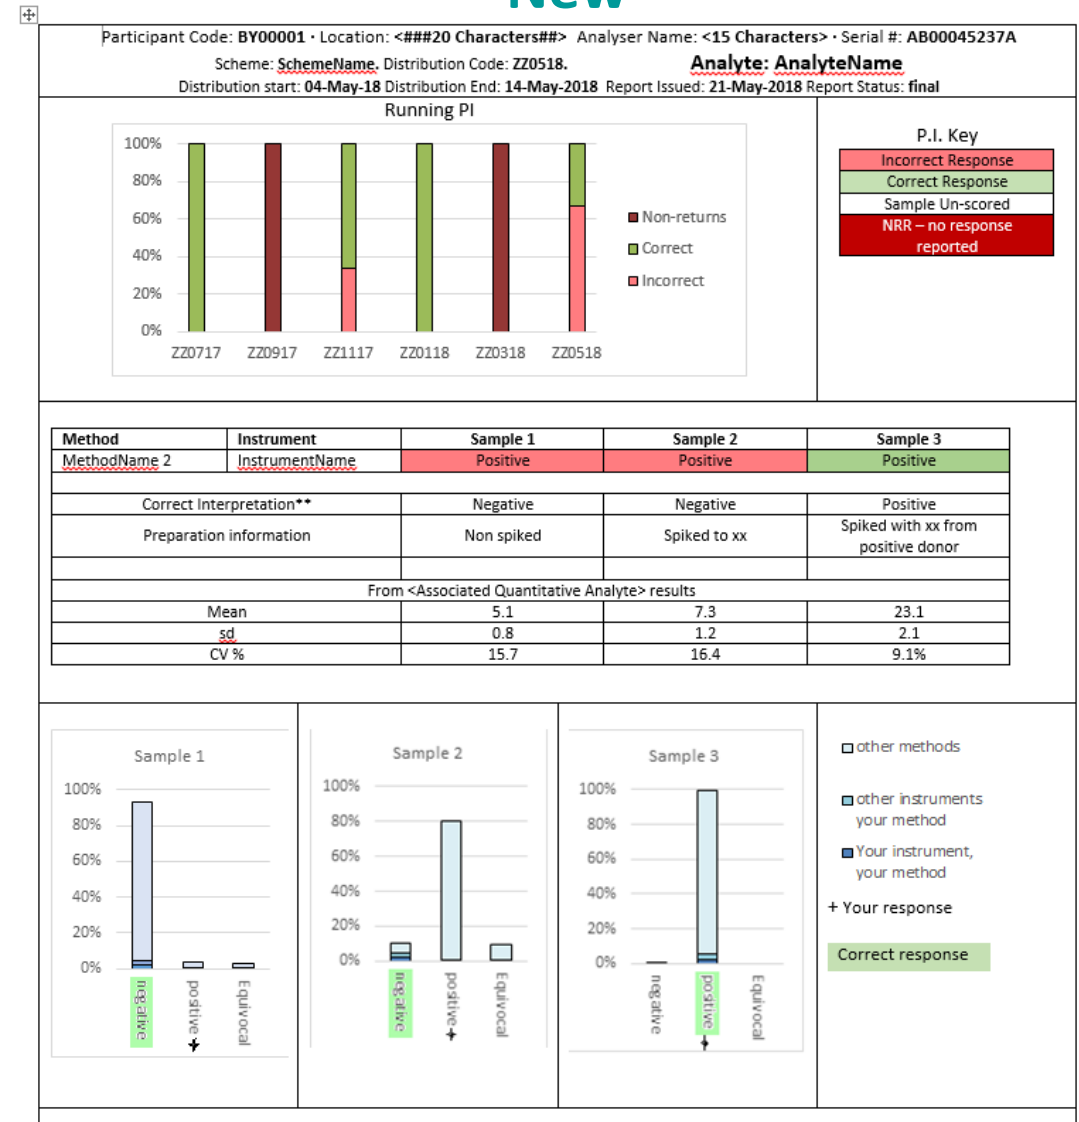 New
Participant Code: BY00001 · Location: <###20 Characters##> Analyser Name: <15 Characters> · Serial #: AB00045237A
Scheme: SchemeName. Distribution Code: ZZ0518. Analyte: AnalyteName
Distribution start: 04-May-18 Distribution End: 14-May-2018 Report Issued: 21-May-2018 Report Status: final
Running PI
100%
80%
60%
40%
20%
0%
ZZ0717 ZZ0917 ZZ1117 ZZ0118 ZZ0318 ZZ0518
Non-returns
Correct
Incorrect
P.I. Key
Incorrect Response
Correct Response
Sample Un-scored
NRR – no response
reported
Method Instrument Sample 1 Sample 2 Sample 3
MethodName 2 InstrumentName Positive Positive Positive
Correct Interpretation** Negative Negative Positive
Preparation information Non spiked Spiked to xx Spiked with xx from
positive donor
From <Associated Quantitative Analyte> results
Mean 5.1 7.3 23.1
sd 0.8 1.2 2.1
CV % 15.7 16.4 9.1%
Sample 1
100%
80%
60%
40%
20%
0%
negative
positive
Equivocal
Sample 2
100%
80%
60%
40%
20%
0%
negative
positive
Equivocal
Sample 3
100%
80%
60%
40%
20%
0%
negative
positive
Equivocal
other methods
other instruments
your method
Your instrument,
your method
+ Your response
Correct response